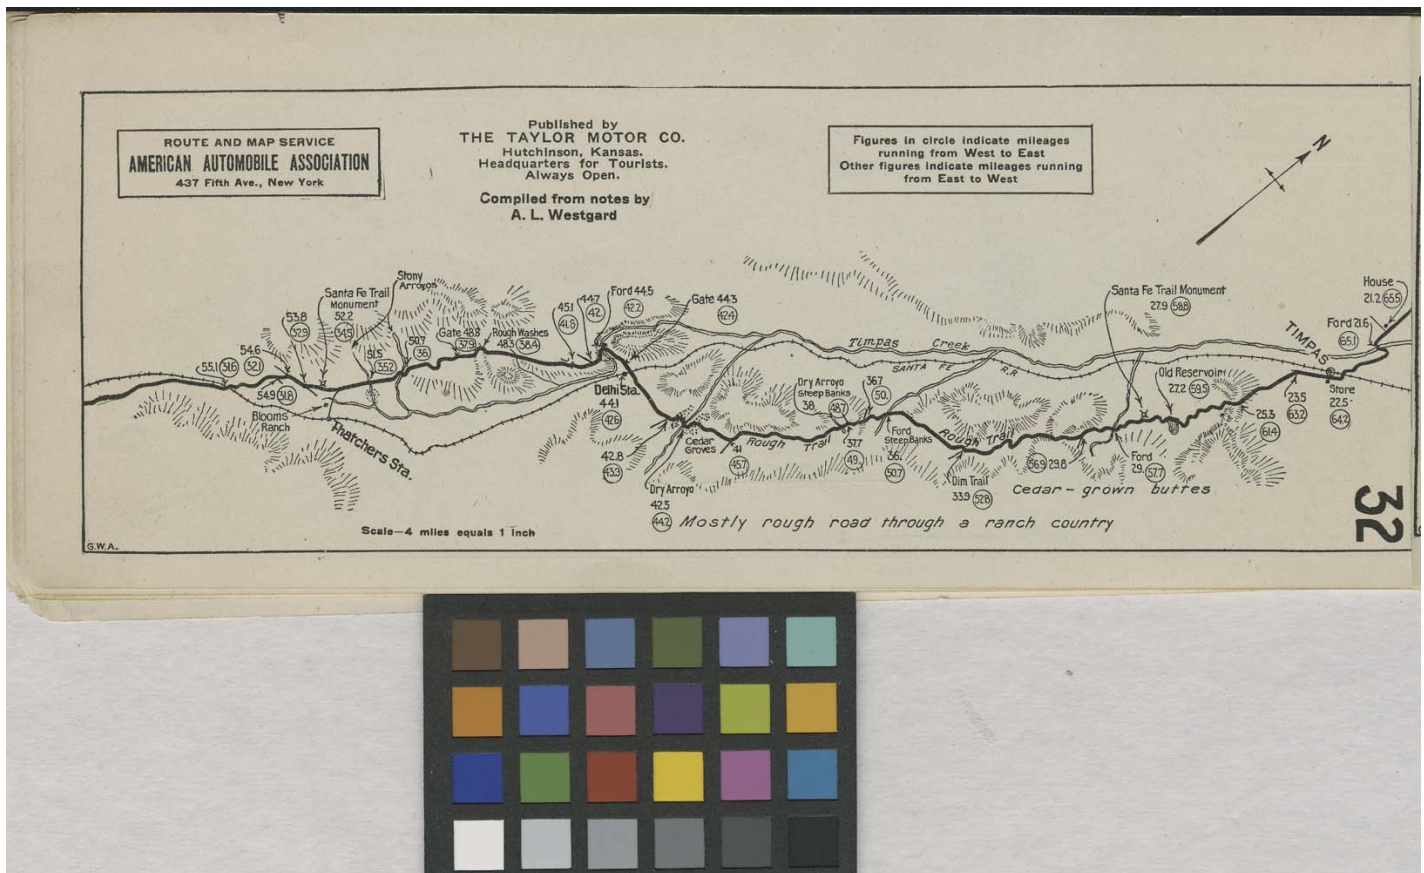 ROUTE AND MAP SERVICE
AMERICAN AUTOMOBILE ASSOCIATION
437 Fifth Ave., New York
Published by
THE TAYLOR MOTOR CO.
Hutchinson, Kansas.
Headquarters for Tourists.
Always Open.
Compiled from notes by
A. L. Westgard
Figures in circle indicate mileages
running from West to East
Other figures indicate mileages running
from East to West
N
55.1 31.6
54.6
32.1
54.9 31.8
Blooms
Ranch
53.8
32.9
Santa Fe Trail
Monument
52.2
34.5
Stony
Arroyos
51.5
35.2
50.7
36.
Thatchers Sta.
Gate 48.8
37.9
Rough Washes
48.3 38.4
45.1
41.6
44.7
42.
Ford 44.5
42.2
Gate 44.3
42.4
Delhi Sta.
44.1
42.6
42.8
43.9
Cedar
Groves
Dry Arroyo
42.5
44.2
41
45.7
Rough Trail
Dry Arroyo
Steep Banks
38. 48.7
37.7
49.
36.7
50.
Ford
Steep Banks
36.
50.7
Timpas Creek
SANTA FE R.R
Rough Trail
Dim Trail
33.9 52.8
56.9 29.8
Cedar-grown buttes
Ford
29. 57.7
Santa Fe Trail Monument
27.9 58.8
Old Reservoir
27.2 59.5
25.3
61.4
23.5
63.2
TIMPAS
Store
22.5
64.2
Ford 21.6
65.1
House
21.2 65.5
Mostly rough road through a ranch country
Scale—4 miles equals 1 inch
G.W.A.
32